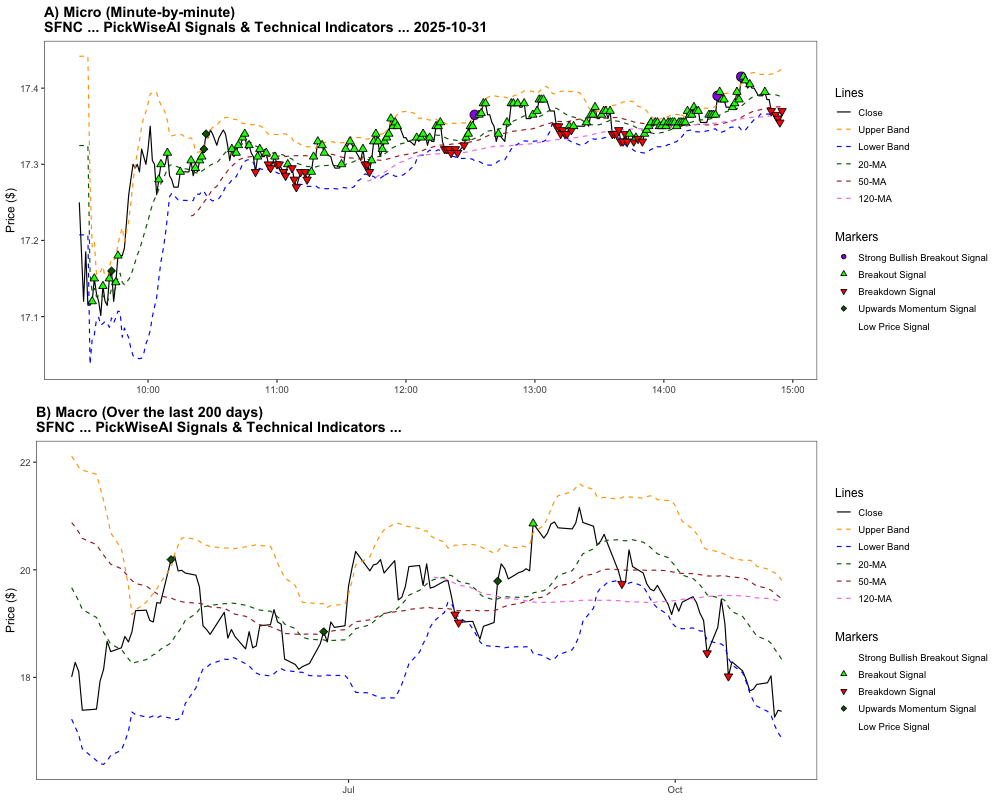 A) Micro (Minute-by-minute)
SFNC ... PickWiseAI Signals & Technical Indicators ... 2025-10-31
Price ($)
17.4
17.3
17.2
17.1
10:00
11:00
12:00
13:00
14:00
15:00
Lines
Close
Upper Band
Lower Band
20-MA
50-MA
120-MA
Markers
Strong Bullish Breakout Signal
Breakout Signal
Breakdown Signal
Upwards Momentum Signal
Low Price Signal
B) Macro (Over the last 200 days)
SFNC ... PickWiseAI Signals & Technical Indicators ...
Price ($)
22
20
18
Jul
Oct
Lines
Close
Upper Band
Lower Band
20-MA
50-MA
120-MA
Markers
Strong Bullish Breakout Signal
Breakout Signal
Breakdown Signal
Upwards Momentum Signal
Low Price Signal